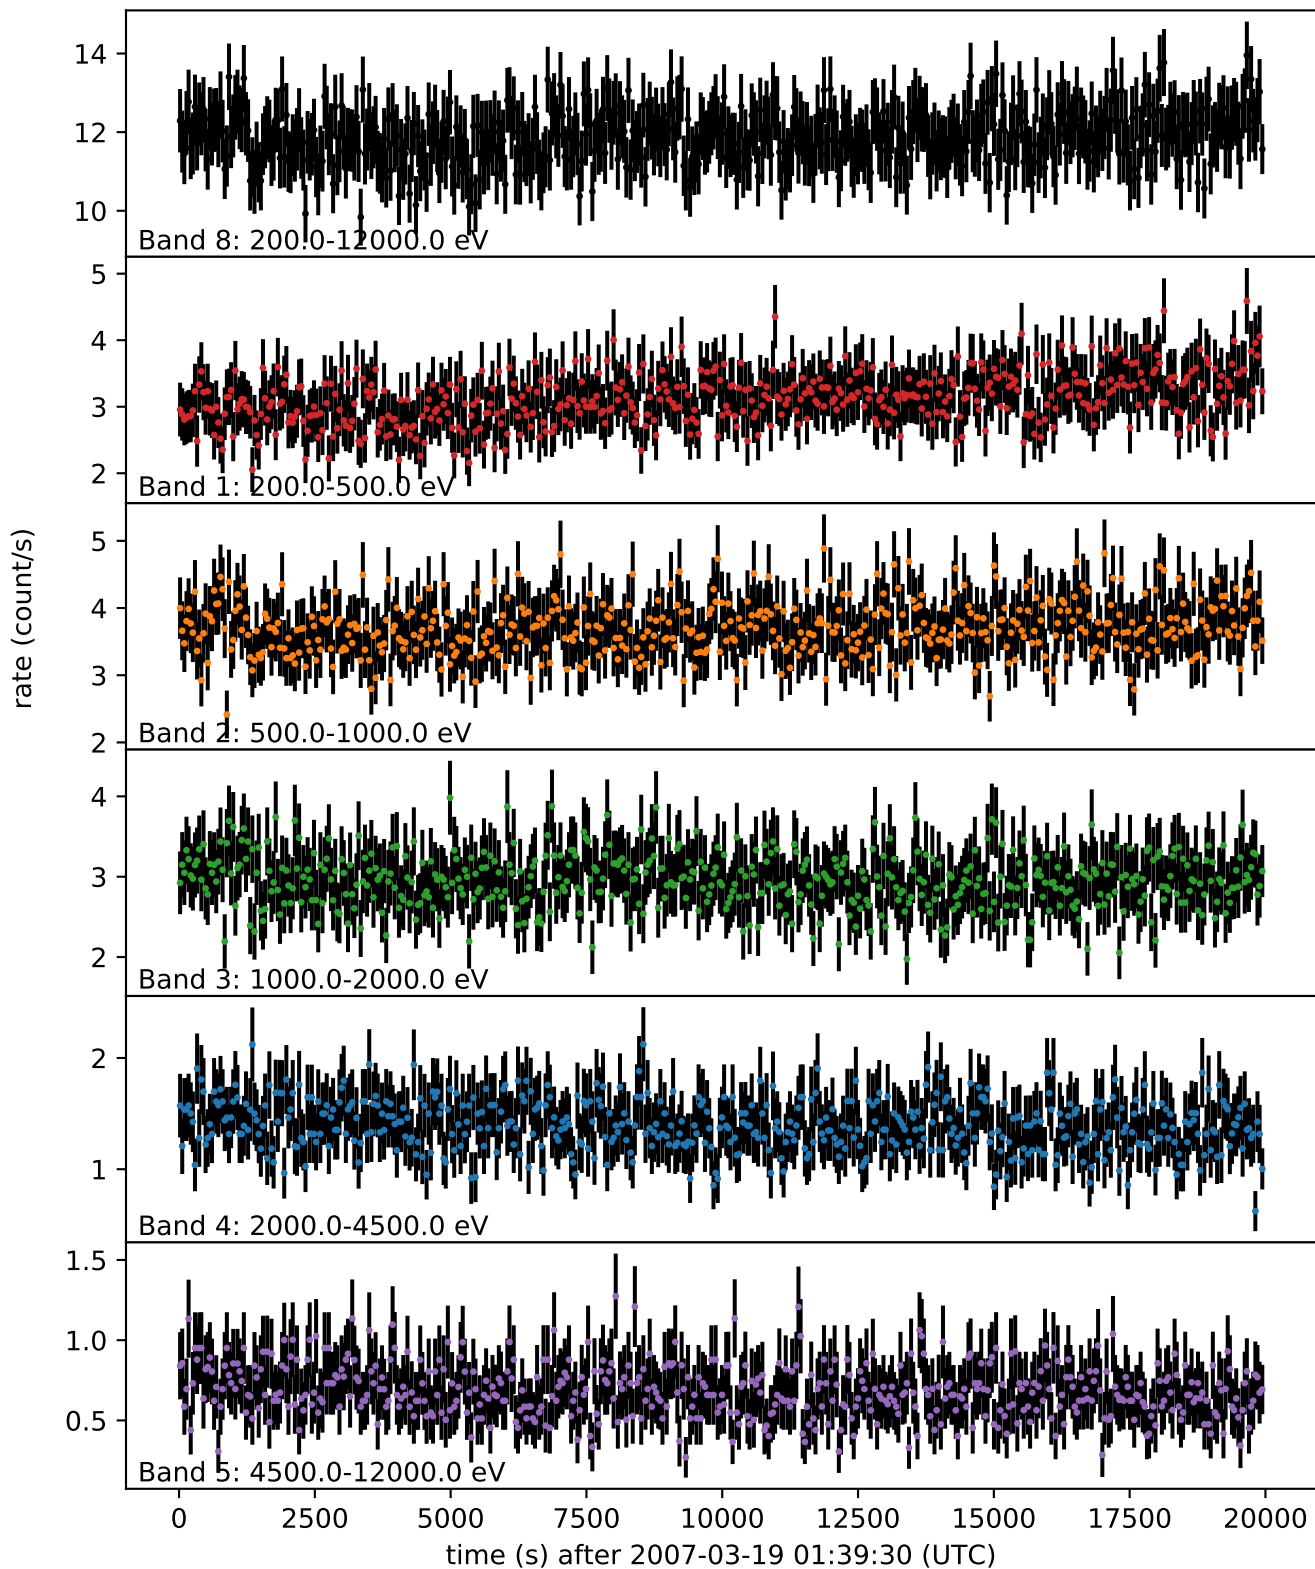 14
12
10
Band 8: 200.0-12000.0 eV
5
4
3
2
Band 1: 200.0-500.0 eV
rate (count/s)
5
4
3
2
Band 2: 500.0-1000.0 eV
4
3
2
Band 3: 1000.0-2000.0 eV
2
1
Band 4: 2000.0-4500.0 eV
1.5
1.0
0.5
Band 5: 4500.0-12000.0 eV
0 2500 5000 7500 10000 12500 15000 17500 20000
time (s) after 2007-03-19 01:39:30 (UTC)